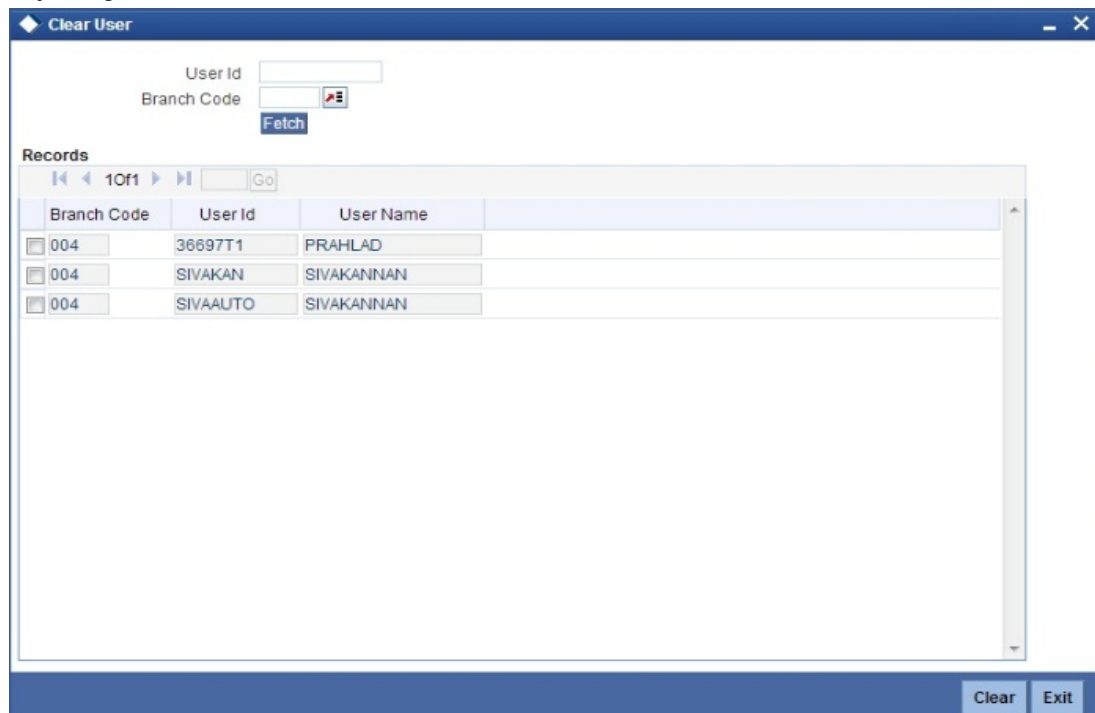 Clear User
User Id
Branch Code
Fetch
Records
1Of1 Go
Branch Code User Id User Name
004 36697T1 PRAHLAD
004 SIVAKAN SIVAKANNAN
004 SIVAAUTO SIVAKANNAN
Clear Exit